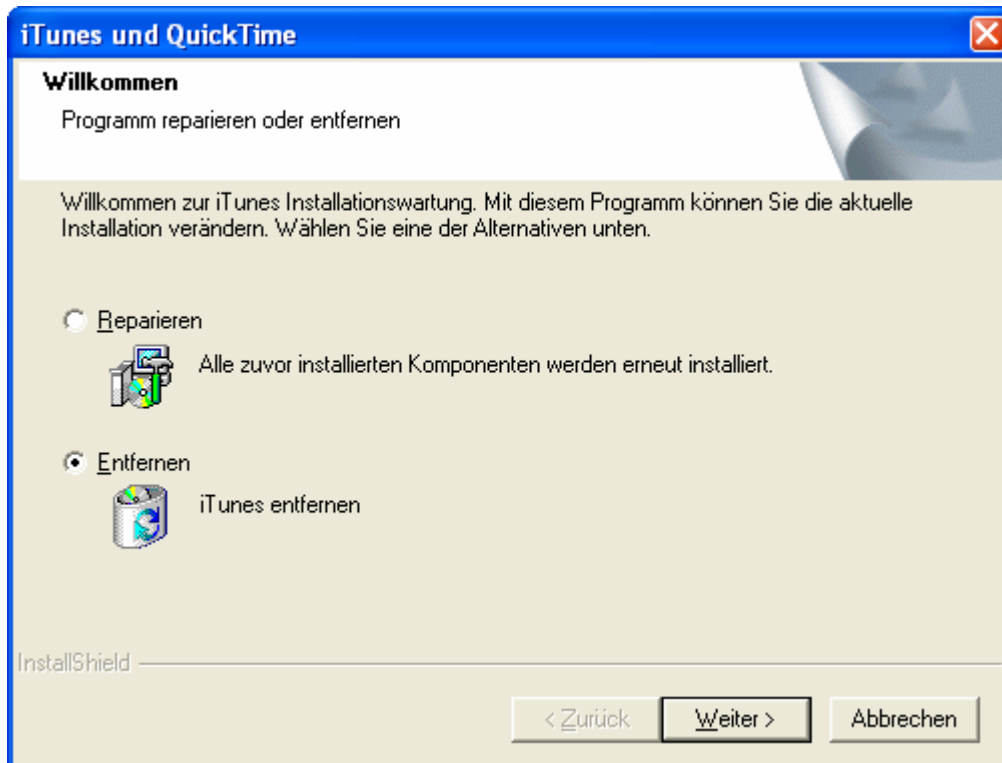 iTunes und QuickTime
Willkommen
Programm reparieren oder entfernen
Willkommen zur iTunes Installationswartung. Mit diesem Programm können Sie die aktuelle
Installation verändern. Wählen Sie eine der Alternativen unten.
Reparieren
Alle zuvor installierten Komponenten werden erneut installiert.
Entfernen
iTunes entfernen
InstallShield
< Zurück
Weiter >
Abbrechen